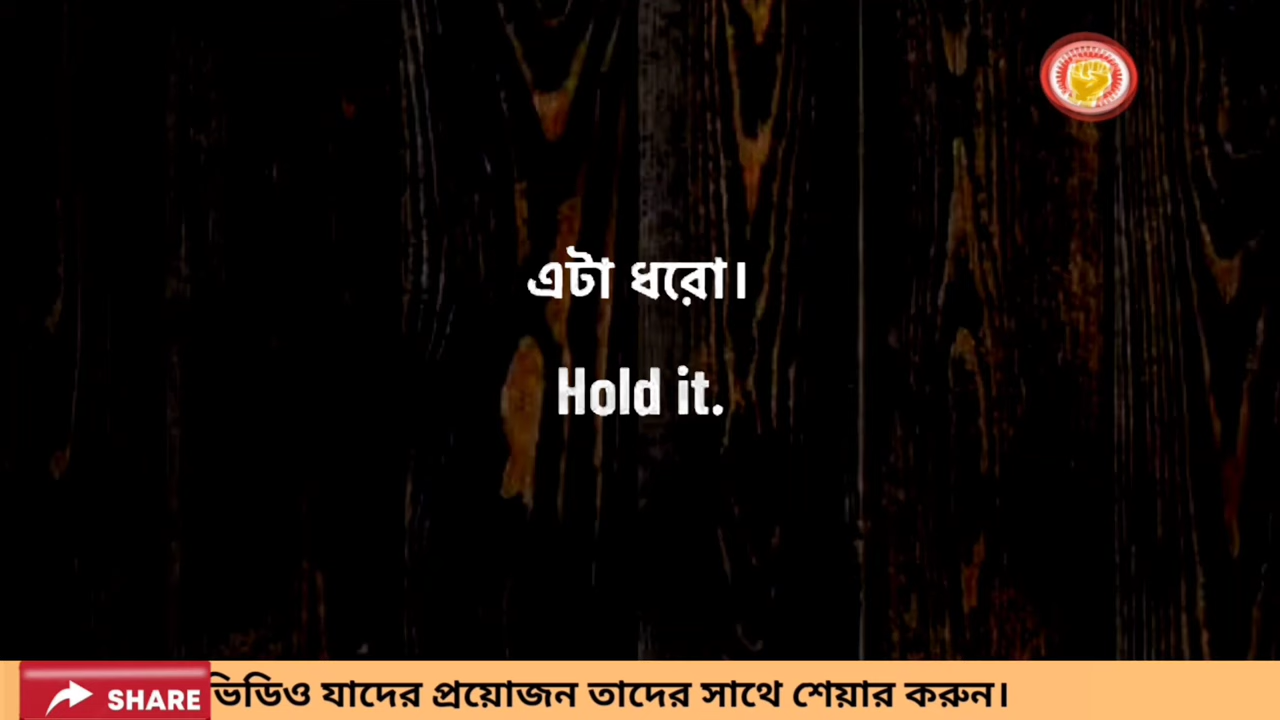 এটা ধরো।
Hold it.
SHARE ভিডিও যাদের প্রয়োজন তাদের সাথে শেয়ার করুন।